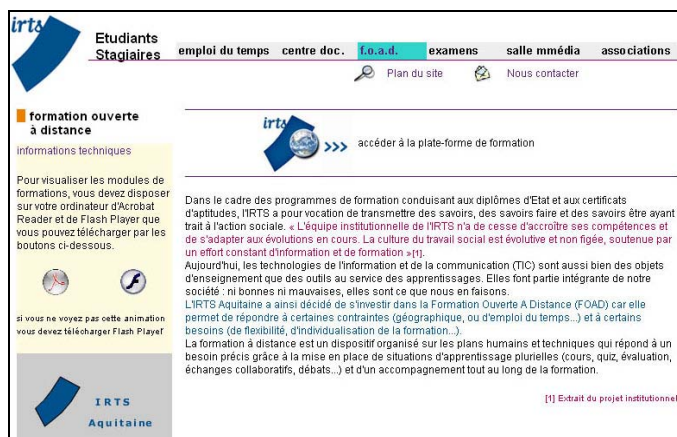 irts
Etudiants
Stagiaires
emploi du temps centre doc. f.o.a.d. examens salle mmédia associations
Plan du site Nous contacter
formation ouverte
à distance
informations techniques
Pour visualiser les modules de
formations, vous devez disposer
sur votre ordinateur d'Acrobat
Reader et de Flash Player que
vous pouvez télécharger par les
boutons ci-dessous.
si vous ne voyez pas cette animation
vous devez télécharger Flash Player
IRTS
Aquitaine
irts
>>> accéder à la plate-forme de formation
Dans le cadre des programmes de formation conduisant aux diplômes d'Etat et aux certificats
d'aptitudes, l'IRTS a pour vocation de transmettre des savoirs, des savoirs faire et des savoirs être ayant
trait à l'action sociale. « L'équipe institutionnelle de l'IRTS n'a de cesse d'accroître ses compétences et
de s'adapter aux évolutions en cours. La culture du travail social est évolutive et non figée, soutenue par
un effort constant d'information et de formation »[1].
Aujourd'hui, les technologies de l'information et de la communication (TIC) sont aussi bien des objets
d'enseignement que des outils au service des apprentissages. Elles font partie intégrante de notre
société : ni bonnes ni mauvaises, elles sont ce que nous en faisons.
L'IRTS Aquitaine a ainsi décidé de s'investir dans la Formation Ouverte A Distance (FOAD) car elle
permet de répondre à certaines contraintes (géographique, ou d'emploi du temps...) et à certains
besoins (de flexibilité, d'individualisation de la formation...).
La formation à distance est un dispositif organisé sur les plans humains et techniques qui répond à un
besoin précis grâce à la mise en place de situations d'apprentissage plurielles (cours, quiz, évaluation,
échanges collaboratifs, débats...) et d'un accompagnement tout au long de la formation.
[1] Extrait du projet institutionnel